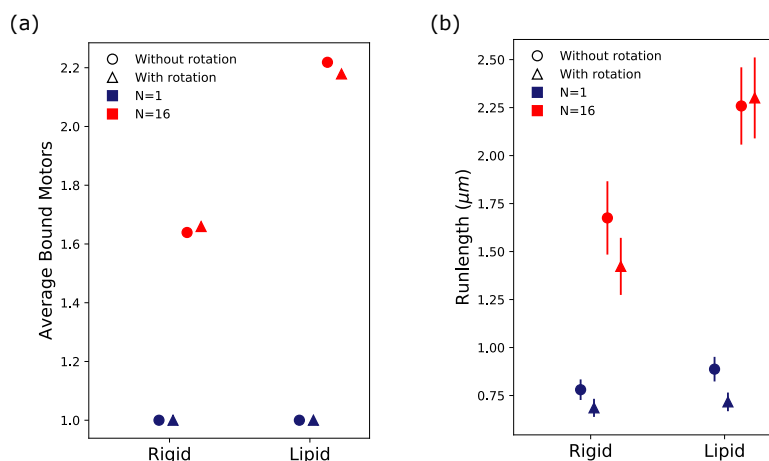 (a)
Without rotation
With rotation
N=1
N=16
2.2
2.0
1.8
1.6
1.4
1.2
1.0
Average Bound Motors
Rigid
Lipid
(b)
Without rotation
With rotation
N=1
N=16
2.50
2.25
2.00
1.75
1.50
1.25
1.00
0.75
Runlength (μm)
Rigid
Lipid